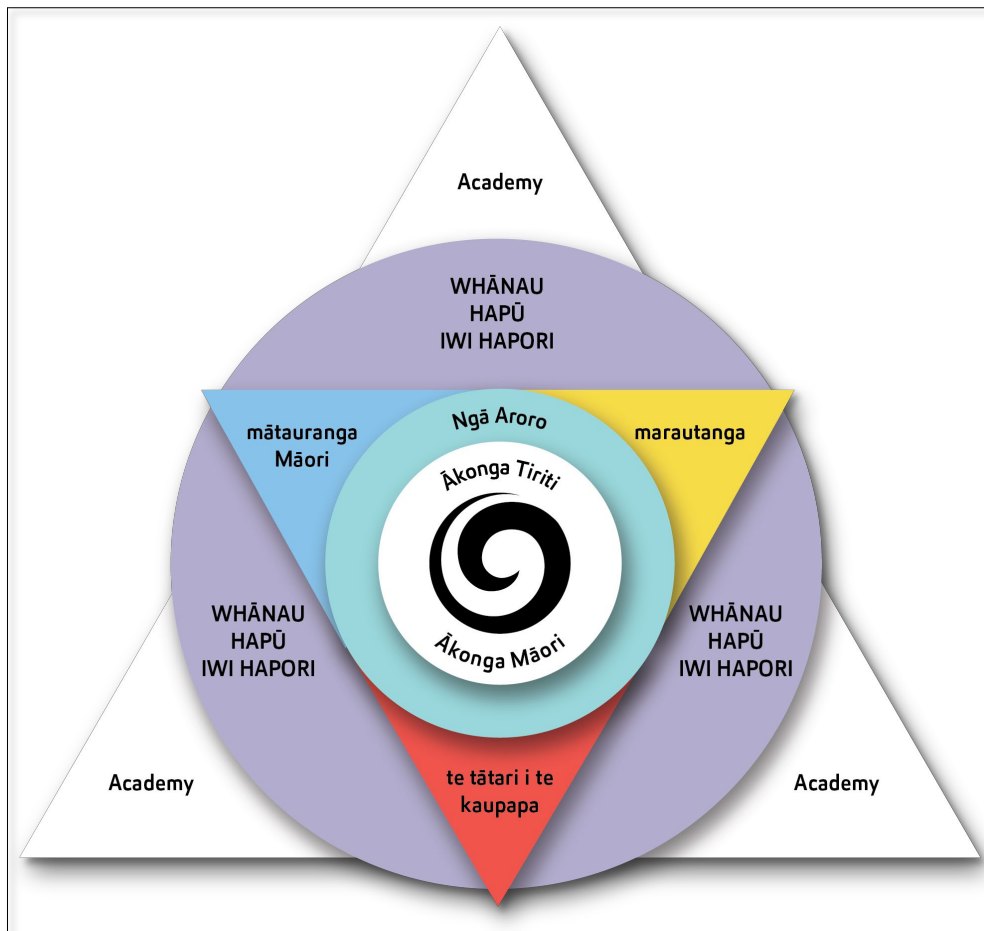 Academy
WHĀNAU
HAPŪ
IWI HAPORI
Ngā Aroro
mātauranga
Māori
marautanga
Ākonga Tiriti
Ākonga Māori
WHĀNAU
HAPŪ
IWI HAPORI
WHĀNAU
HAPŪ
IWI HAPORI
te tātari i te
kaupapa
Academy
Academy